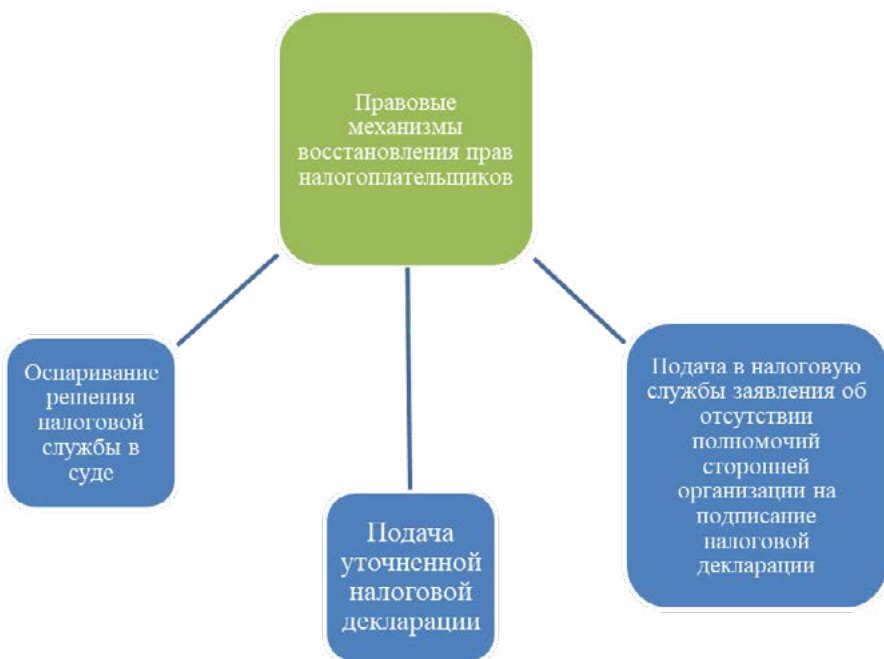 Правовые
механизмы
восстановления прав
налогоплательщиков
Оспаривание
решения
налоговой
службы в
суде
Подача
уточненной
налоговой
декларации
Подача в налоговую
службы заявления об
отсутствии
полномочий
сторонней
организации на
подписание
налоговой
декларации